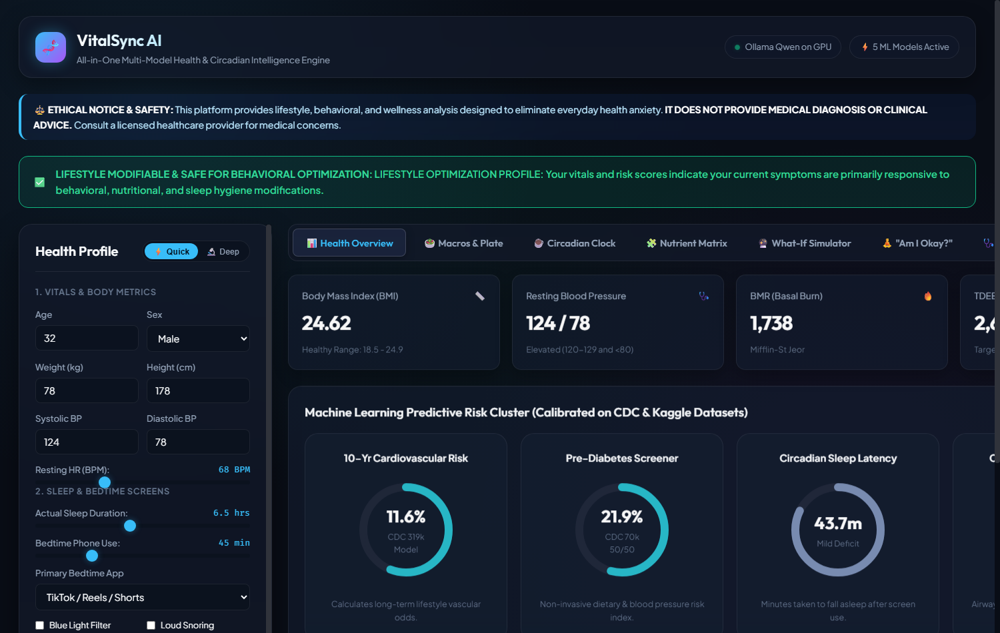 VitalSync AI
All-in-One Multi-Model Health & Circadian Intelligence Engine
Ollama Qwen on GPU
5 ML Models Active
ETHICAL NOTICE & SAFETY: This platform provides lifestyle, behavioral, and wellness analysis designed to eliminate everyday health anxiety. IT DOES NOT PROVIDE MEDICAL DIAGNOSIS OR CLINICAL
ADVICE. Consult a licensed healthcare provider for medical concerns.
LIFESTYLE MODIFIABLE & SAFE FOR BEHAVIORAL OPTIMIZATION: LIFESTYLE OPTIMIZATION PROFILE: Your vitals and risk scores indicate your current symptoms are primarily responsive to
behavioral, nutritional, and sleep hygiene modifications.
Health Profile
Quick
Deep
1. VITALS & BODY METRICS
Age
Sex
32
Male
Weight (kg)
Height (cm)
78
178
Systolic BP
Diastolic BP
124
78
Resting HR (BPM):
68 BPM
2. SLEEP & BEDTIME SCREENS
Actual Sleep Duration:
6.5 hrs
Bedtime Phone Use:
45 min
Primary Bedtime App
TikTok / Reels / Shorts
Blue Light Filter
Loud Snoring
Health Overview
Macros & Plate
Circadian Clock
Nutrient Matrix
What-If Simulator
"Am I Okay?"
Body Mass Index (BMI)
24.62
Healthy Range: 18.5 - 24.9
Resting Blood Pressure
124 / 78
Elevated (120–129 and <80)
BMR (Basal Burn)
1,738
Mifflin-St Jeor
TDEE
2,6
Targe
Machine Learning Predictive Risk Cluster (Calibrated on CDC & Kaggle Datasets)
10-Yr Cardiovascular Risk
11.6%
CDC 319k
Model
Calculates long-term lifestyle vascular
odds.
Pre-Diabetes Screener
21.9%
CDC 70k
50/50
Non-invasive dietary & blood pressure risk
index.
Circadian Sleep Latency
43.7m
Mild Deficit
Minutes taken to fall asleep after screen
use.
Airway